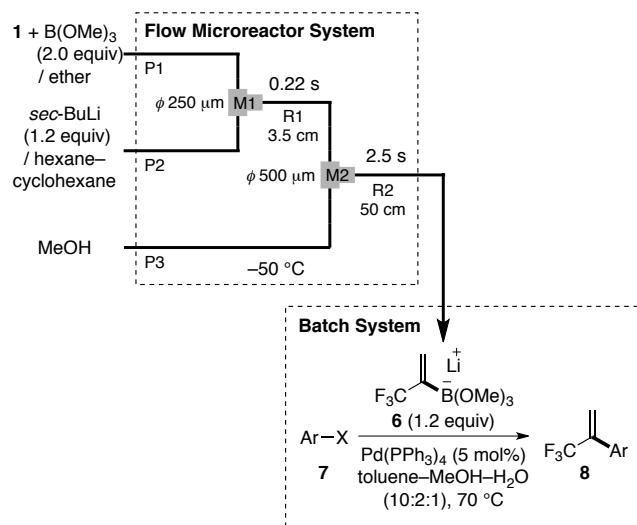 1 + B(OMe)3
(2.0 equiv)
/ ether
Flow Microreactor System
P1
0.22 s
ϕ 250 μm
M1
R1
3.5 cm
sec-BuLi
(1.2 equiv)
/ hexane–
cyclohexane
P2
2.5 s
ϕ 500 μm
M2
R2
50 cm
MeOH
P3
–50 °C
Batch System
+
Li
F3C
–
B(OMe)3
6 (1.2 equiv)
Ar–X
7
Pd(PPh3)4 (5 mol%)
toluene–MeOH–H2O
(10:2:1), 70 °C
F3C
Ar
8